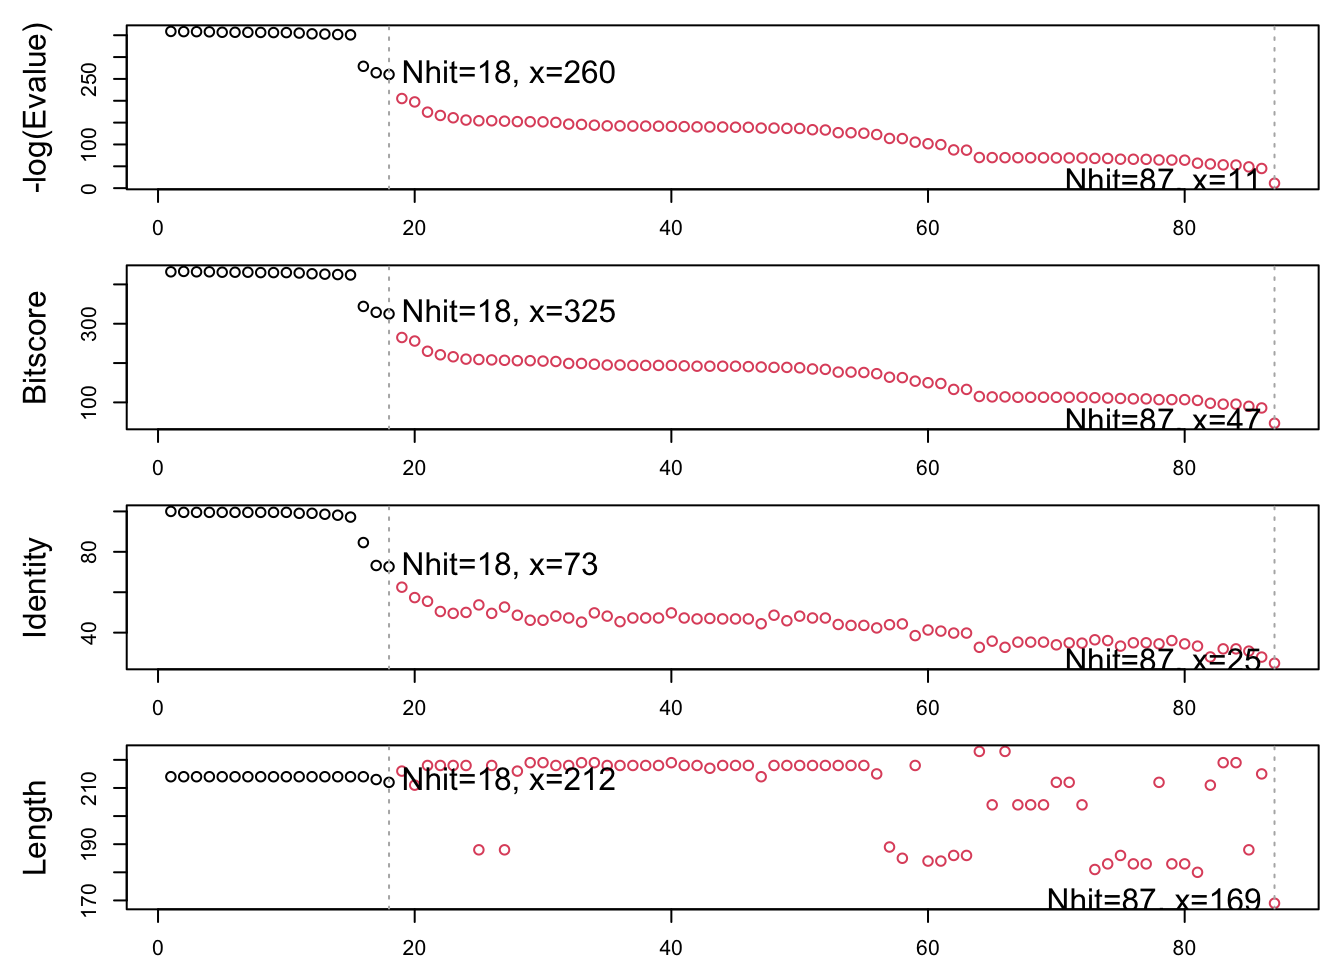 -log(Evalue)
250
100
0
Nhit=18, x=260
Nhit=87, x=11
0 20 40 60 80
Bitscore
300
100
Nhit=18, x=325
Nhit=87, x=47
0 20 40 60 80
Identity
80
40
Nhit=18, x=73
Nhit=87, x=25
0 20 40 60 80
Length
210
190
170
Nhit=18, x=212
Nhit=87, x=169
0 20 40 60 80